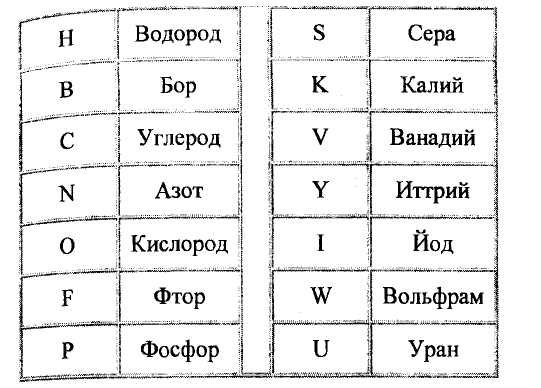 H Водород S Сера
B Бор K Калий
C Углерод V Ванадий
N Азот Y Иттрий
O Кислород I Йод
F Фтор W Вольфрам
P Фосфор U Уран